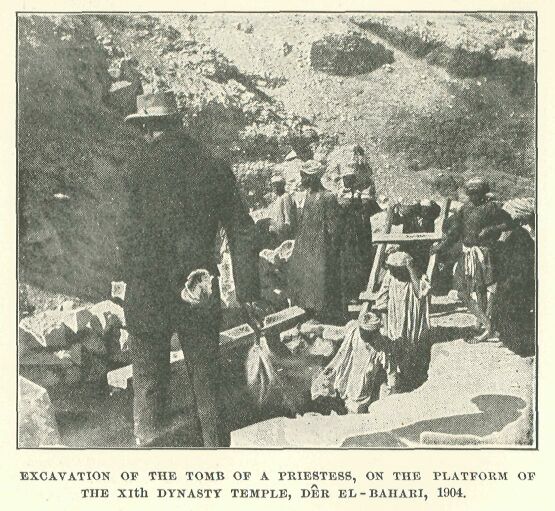 EXCAVATION OF THE TOMB OF A PRIESTESS, ON THE PLATFORM OF
THE XIth DYNASTY TEMPLE, DÊR EL-BAHARI, 1904.